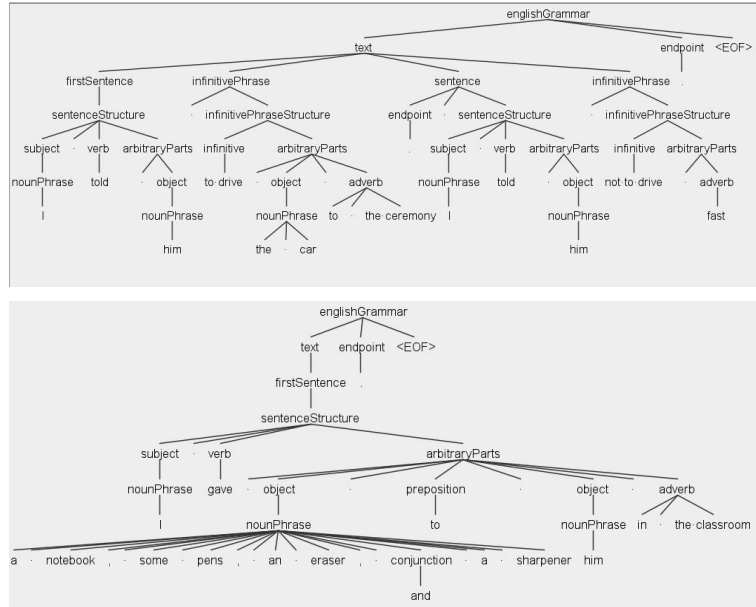 englishGrammar
text endpoint <EOF>
firstSentence infinitivePhrase sentence infinitivePhrase .
sentenceStructure · infinitivePhraseStructure endpoint · sentenceStructure · infinitivePhraseStructure
subject · verb arbitraryParts infinitive arbitraryParts . subject · verb arbitraryParts infinitive arbitraryParts
nounPhrase told · object to·drive · object · adverb nounPhrase told · object not·to·drive · adverb
I nounPhrase nounPhrase to · the·ceremony I nounPhrase fast
him the · car him
englishGrammar
text endpoint <EOF>
firstSentence .
sentenceStructure
subject · verb arbitraryParts
nounPhrase gave · object · preposition · object · adverb
I nounPhrase to nounPhrase in · the·classroom
a · notebook , · some · pens , · an · eraser , · conjunction · a · sharpener him
and